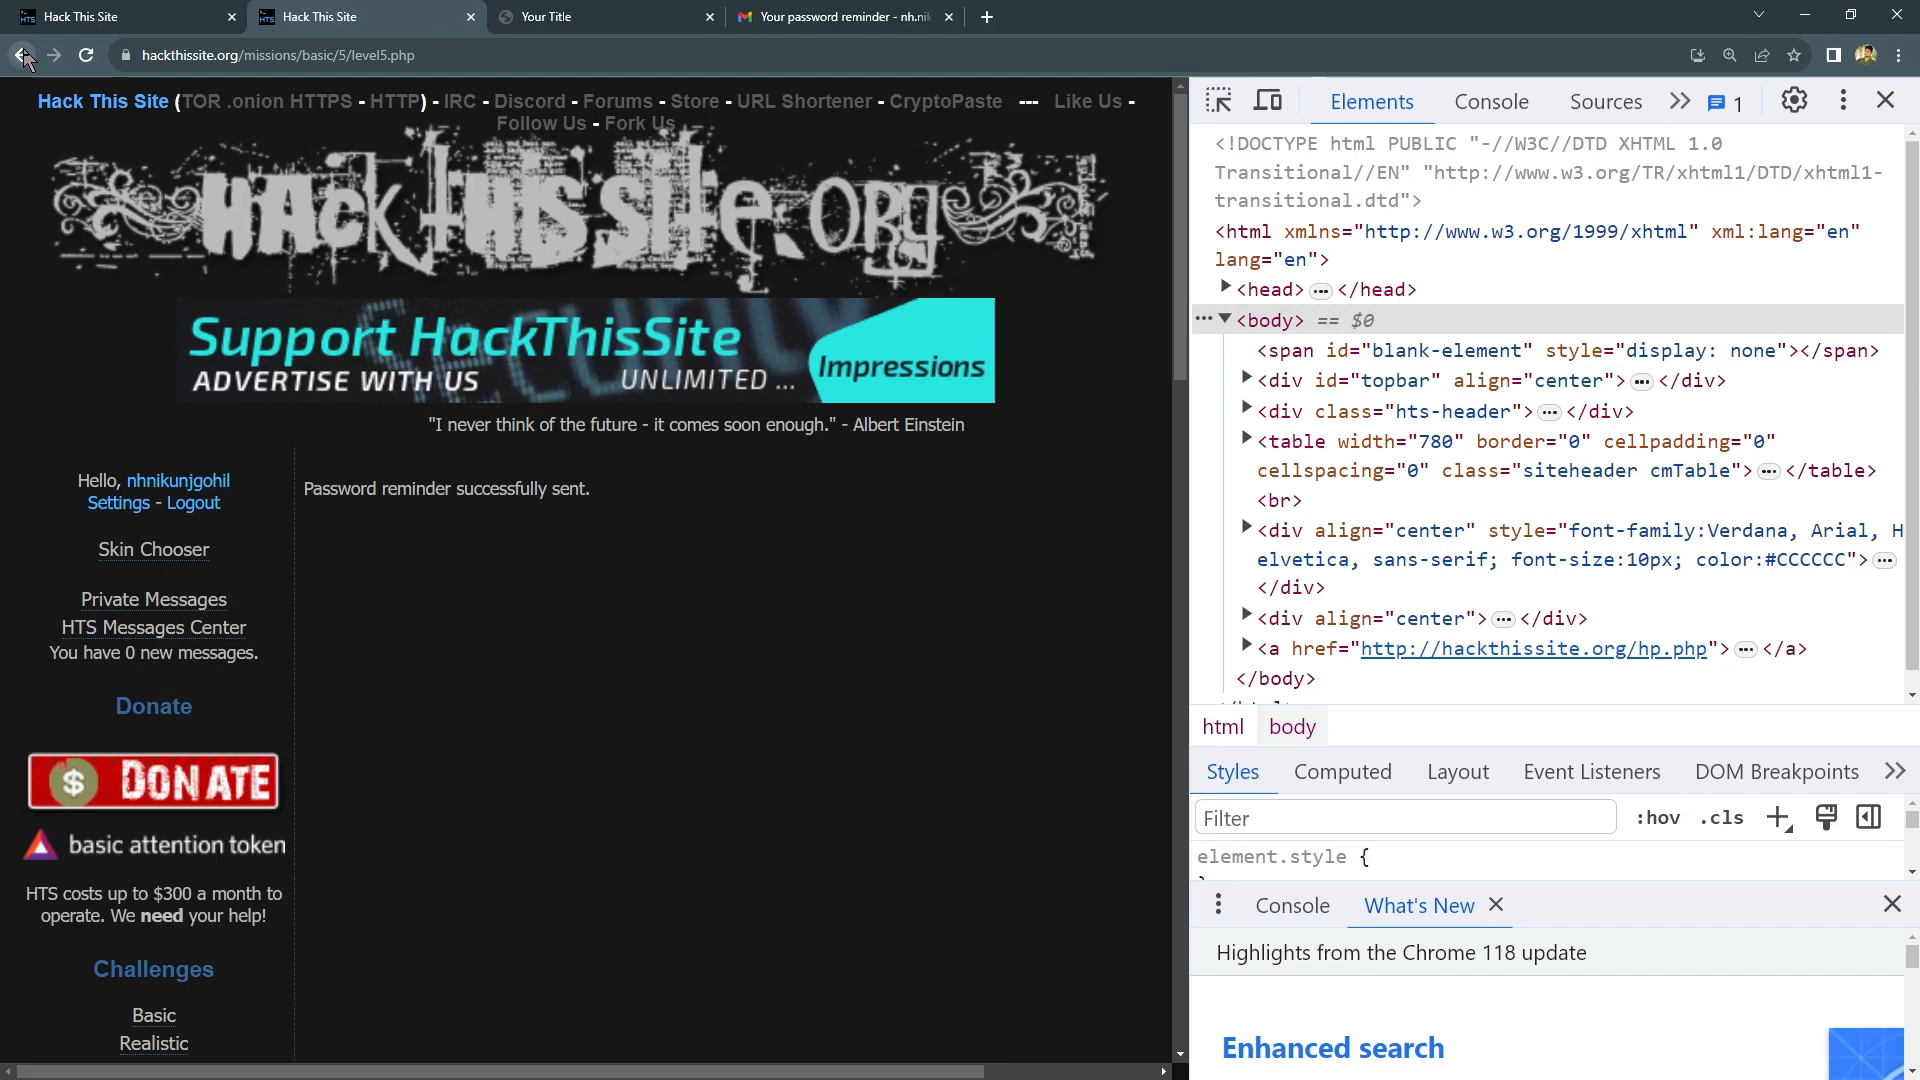 Hack This Site
Hack This Site
Your Title
Your password reminder - nh.nik
hackthissite.org/missions/basic/5/level5.php
Hack This Site (TOR .onion HTTPS - HTTP) - IRC - Discord - Forums - Store - URL Shortener - CryptoPaste --- Like Us -
Follow Us - Fork Us
HACK THIS SITE.ORG
Support HackThisSite
ADVERTISE WITH US UNLIMITED ... Impressions
"I never think of the future - it comes soon enough." - Albert Einstein
Hello, nhnikunjgohil
Settings - Logout
Skin Chooser
Private Messages
HTS Messages Center
You have 0 new messages.
Donate
$ DONATE
basic attention token
HTS costs up to $300 a month to
operate. We need your help!
Challenges
Basic
Realistic
Password reminder successfully sent.
Elements Console Sources 1
<!DOCTYPE html PUBLIC "-//W3C//DTD XHTML 1.0
Transitional//EN" "http://www.w3.org/TR/xhtml1/DTD/xhtml1-
transitional.dtd">
<html xmlns="http://www.w3.org/1999/xhtml" xml:lang="en"
lang="en">
<head> ••• </head>
••• <body> == $0
<span id="blank-element" style="display: none"></span>
<div id="topbar" align="center"> ••• </div>
<div class="hts-header"> ••• </div>
<table width="780" border="0" cellpadding="0"
cellspacing="0" class="siteheader cmTable"> ••• </table>
<br>
<div align="center" style="font-family:Verdana, Arial, H
elvetica, sans-serif; font-size:10px; color:#CCCCCC"> •••
</div>
<div align="center"> ••• </div>
<a href="http://hackthissite.org/hp.php"> ••• </a>
</body>
html body
Styles Computed Layout Event Listeners DOM Breakpoints
Filter :hov .cls
element.style {
Console What's New
Highlights from the Chrome 118 update
Enhanced search